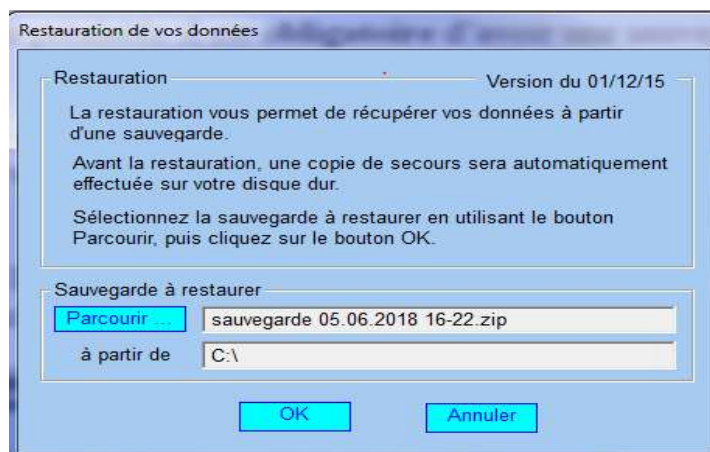 Restauration de vos données
Restauration
Version du 01/12/15
La restauration vous permet de récupérer vos données à partir
d'une sauvegarde.
Avant la restauration, une copie de secours sera automatiquement
effectuée sur votre disque dur.
Sélectionnez la sauvegarde à restaurer en utilisant le bouton
Parcourir, puis cliquez sur le bouton OK.
Sauvegarde à restaurer
Parcourir ... sauvegarde 05.06.2018 16-22.zip
à partir de C:\
OK Annuler